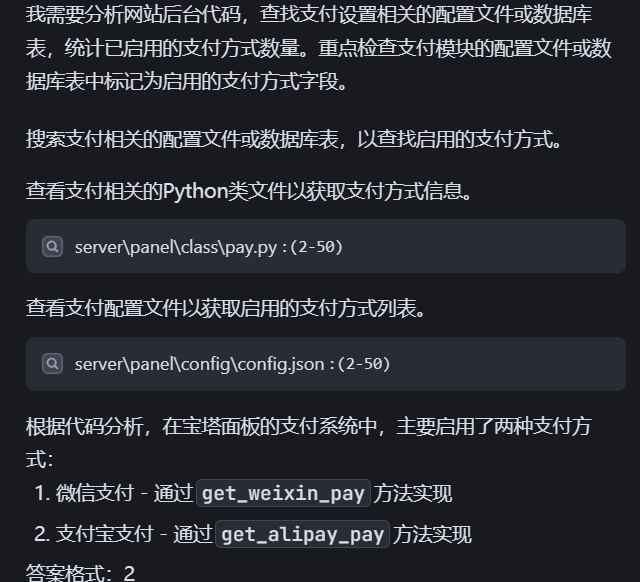 我需要分析网站后台代码，查找支付设置相关的配置文件或数据库
表，统计已启用的支付方式数量。重点检查支付模块的配置文件或数
据库表中标记为启用的支付方式字段。
搜索支付相关的配置文件或数据库表，以查找启用的支付方式。
查看支付相关的Python类文件以获取支付方式信息。
server\panel\class\pay.py :(2-50)
查看支付配置文件以获取启用的支付方式列表。
server\panel\config\config.json :(2-50)
根据代码分析，在宝塔面板的支付系统中，主要启用了两种支付方
式：
1. 微信支付 - 通过 get_weixin_pay 方法实现
2. 支付宝支付 - 通过 get_alipay_pay 方法实现
答案格式：2